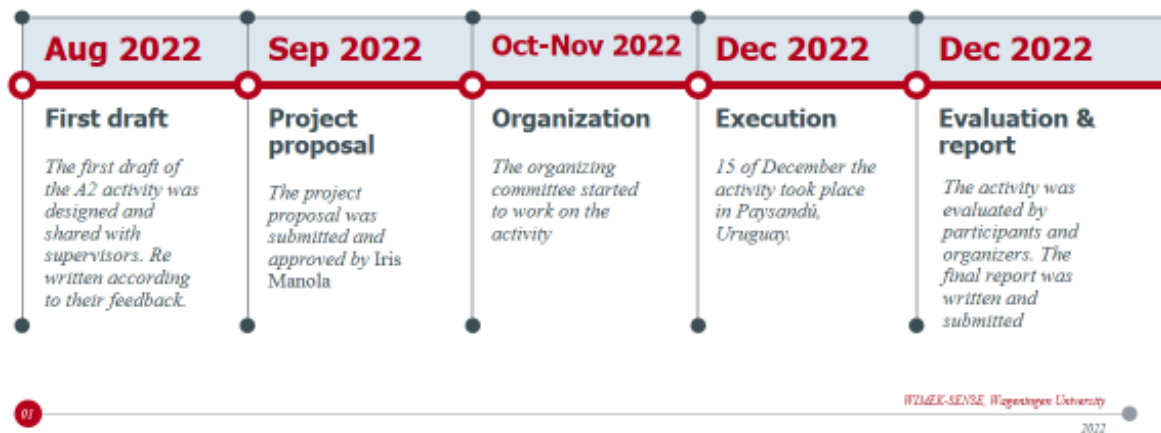 Aug 2022
Sep 2022
Oct-Nov 2022
Dec 2022
Dec 2022
First draft
The first draft of
the A2 activity was
designed and
shared with
supervisors. Re
written according
to their feedback.
Project
proposal
The project
proposal was
submitted and
approved by Iris
Manola
Organization
The organizing
committee started
to work on the
activity
Execution
15 of December the
activity took place
in Paysandú,
Uruguay.
Evaluation &
report
The activity was
evaluated by
participants and
organizers. The
final report was
written and
submitted
01
WIMEK-SENSE, Wageningen University
2022